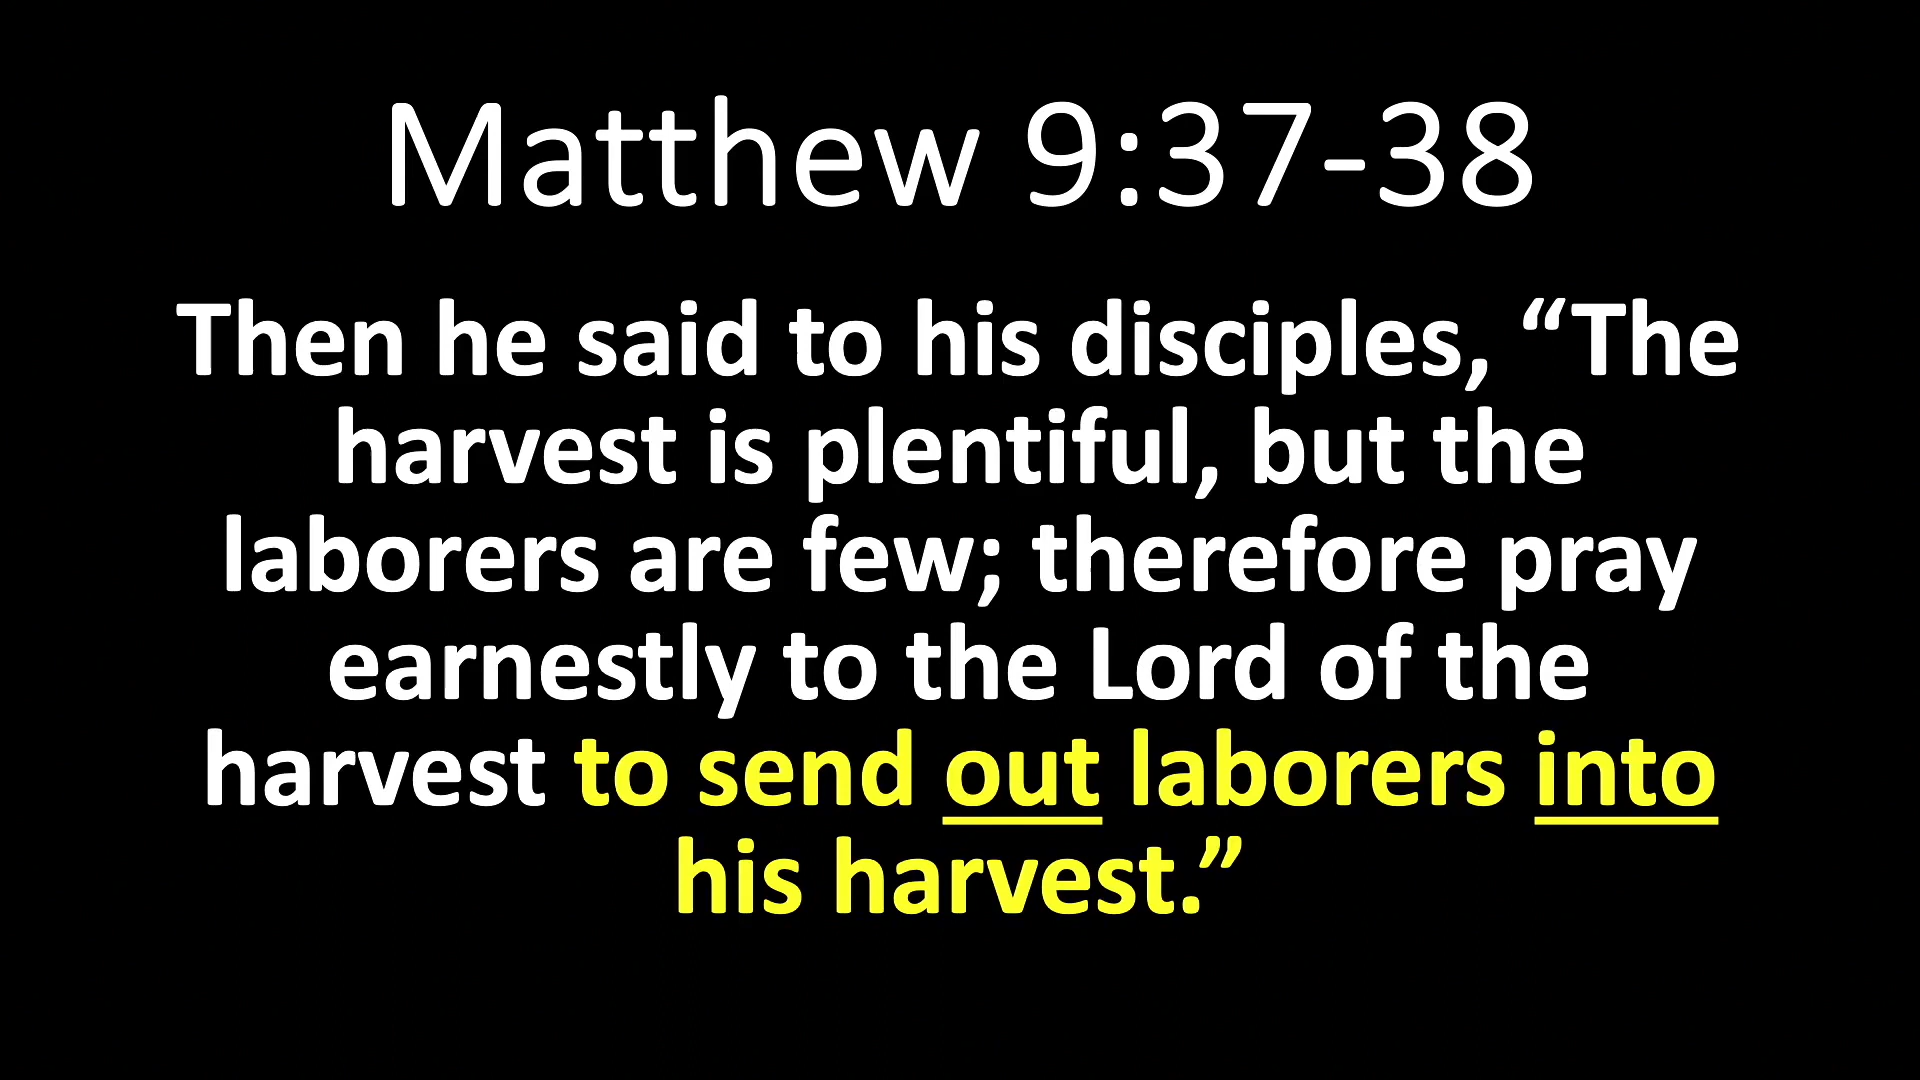 Matthew 9:37-38
Then he said to his disciples, “The
harvest is plentiful, but the
laborers are few; therefore pray
earnestly to the Lord of the
harvest to send out laborers into
his harvest.”